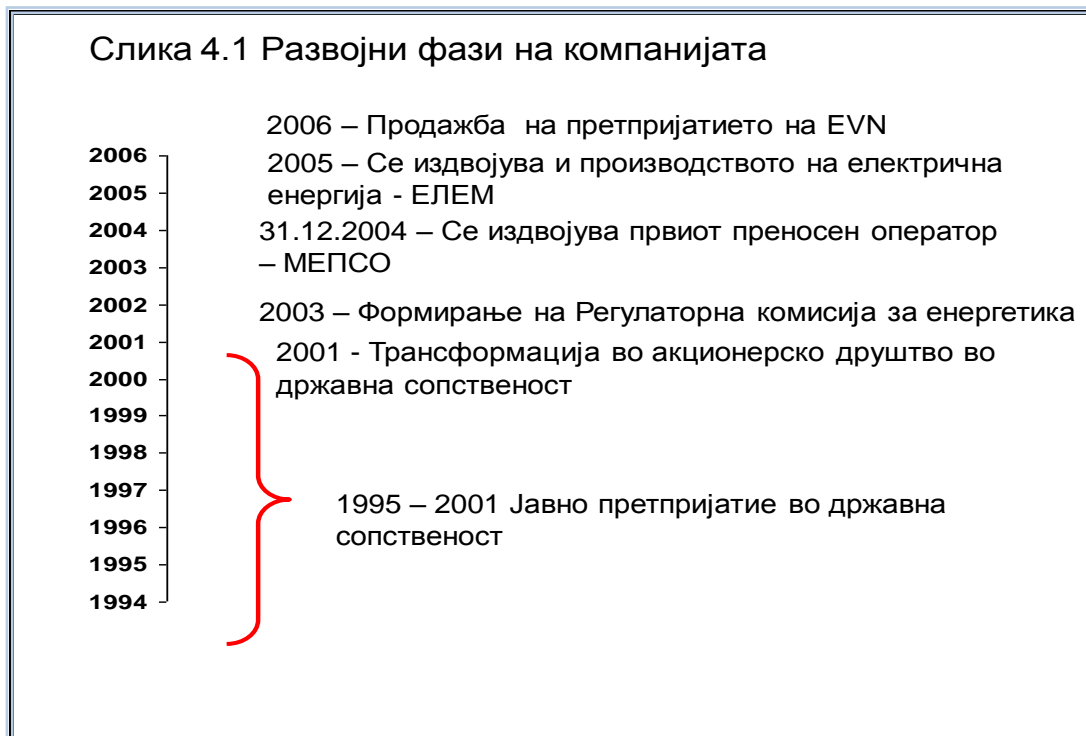 Слика 4.1 Развојни фази на компанијата
2006 – Продажба на претпријатието на EVN
2005 – Се издвојува и производството на електрична
енергија - ЕЛЕМ
31.12.2004 – Се издвојува првиот преносен оператор
– МЕПСО
2003 – Формирање на Регулаторна комисија за енергетика
2001 - Трансформација во акционерско друштво во
државна сопственост
1995 – 2001 Јавно претпријатие во државна
сопственост
2006
2005
2004
2003
2002
2001
2000
1999
1998
1997
1996
1995
1994